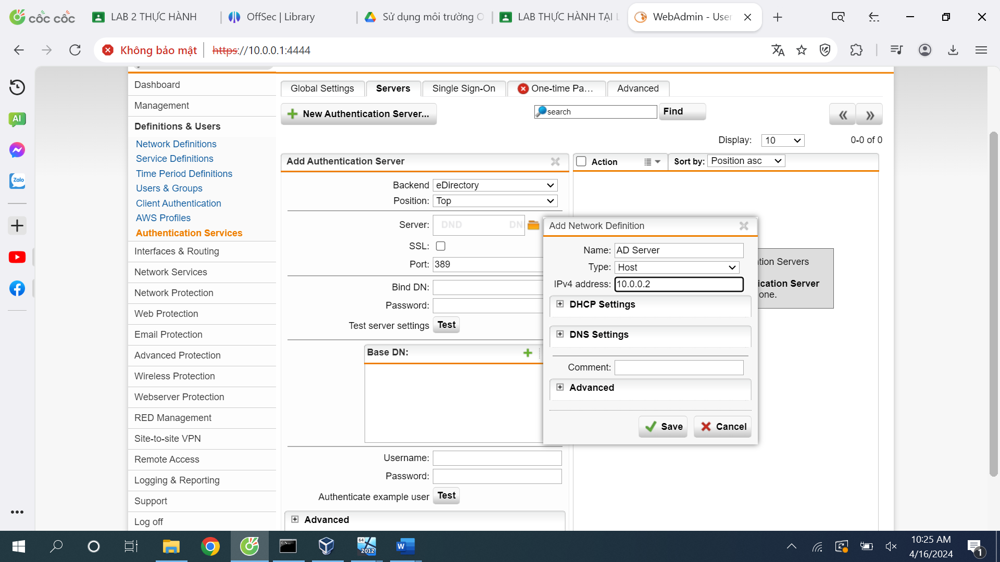 cốc cốc
LAB 2 THỰC HÀNH
OffSec | Library
Sử dụng môi trường O
LAB THỰC HÀNH TẠI L
WebAdmin - User
Không bảo mật
https://10.0.0.1:4444
AI
Zalo
Dashboard
Management
Definitions & Users
Network Definitions
Service Definitions
Time Period Definitions
Users & Groups
Client Authentication
AWS Profiles
Authentication Services
Interfaces & Routing
Network Services
Network Protection
Web Protection
Email Protection
Advanced Protection
Wireless Protection
Webserver Protection
RED Management
Site-to-site VPN
Remote Access
Logging & Reporting
Support
Log off
Global Settings
Servers
Single Sign-On
One-time Pa...
Advanced
New Authentication Server...
search
Find
Display: 10
0-0 of 0
Add Authentication Server
Backend eDirectory
Position: Top
Server: DND DN
SSL:
Port: 389
Bind DN:
Password:
Test server settings Test
Base DN:
Username:
Password:
Authenticate example user Test
Advanced
Action
Sort by: Position asc
tion Servers
ication Server
one.
Add Network Definition
Name: AD Server
Type: Host
IPv4 address: 10.0.0.2
DHCP Settings
DNS Settings
Comment:
Advanced
Save
Cancel
64
2012
W
10:25 AM
4/16/2024
1